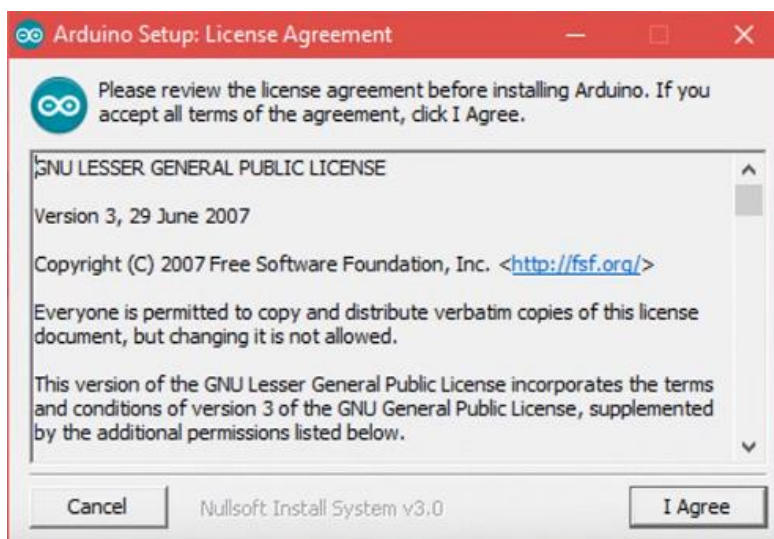 Arduino Setup: License Agreement
Please review the license agreement before installing Arduino. If you
accept all terms of the agreement, click I Agree.
GNU LESSER GENERAL PUBLIC LICENSE
Version 3, 29 June 2007
Copyright (C) 2007 Free Software Foundation, Inc. <http://fsf.org/>
Everyone is permitted to copy and distribute verbatim copies of this license
document, but changing it is not allowed.
This version of the GNU Lesser General Public License incorporates the terms
and conditions of version 3 of the GNU General Public License, supplemented
by the additional permissions listed below.
Cancel
Nullsoft Install System v3.0
I Agree